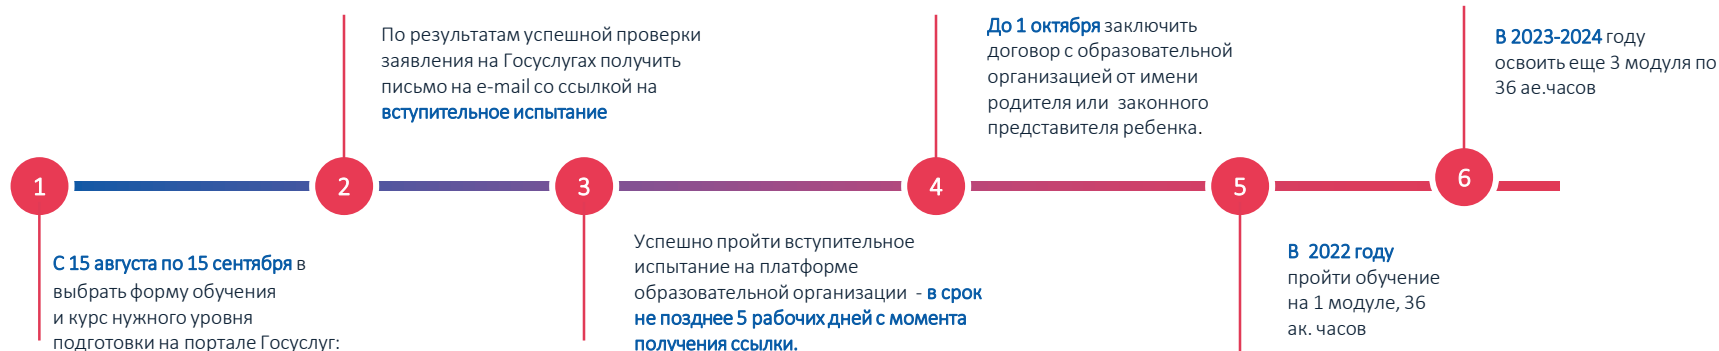 1
С 15 августа по 15 сентября в
выбрать форму обучения
и курс нужного уровня
подготовки на портале Госуслуг:
2
По результатам успешной проверки
заявления на Госуслугах получить
письмо на e-mail со ссылкой на
вступительное испытание
3
Успешно пройти вступительное
испытание на платформе
образовательной организации - в срок
не позднее 5 рабочих дней с момента
получения ссылки.
4
До 1 октября заключить
договор с образовательной
организацией от имени
родителя или законного
представителя ребенка.
5
В 2022 году
пройти обучение
на 1 модуле, 36
ак. часов
6
В 2023-2024 году
освоить еще 3 модуля по
36 ае.часов